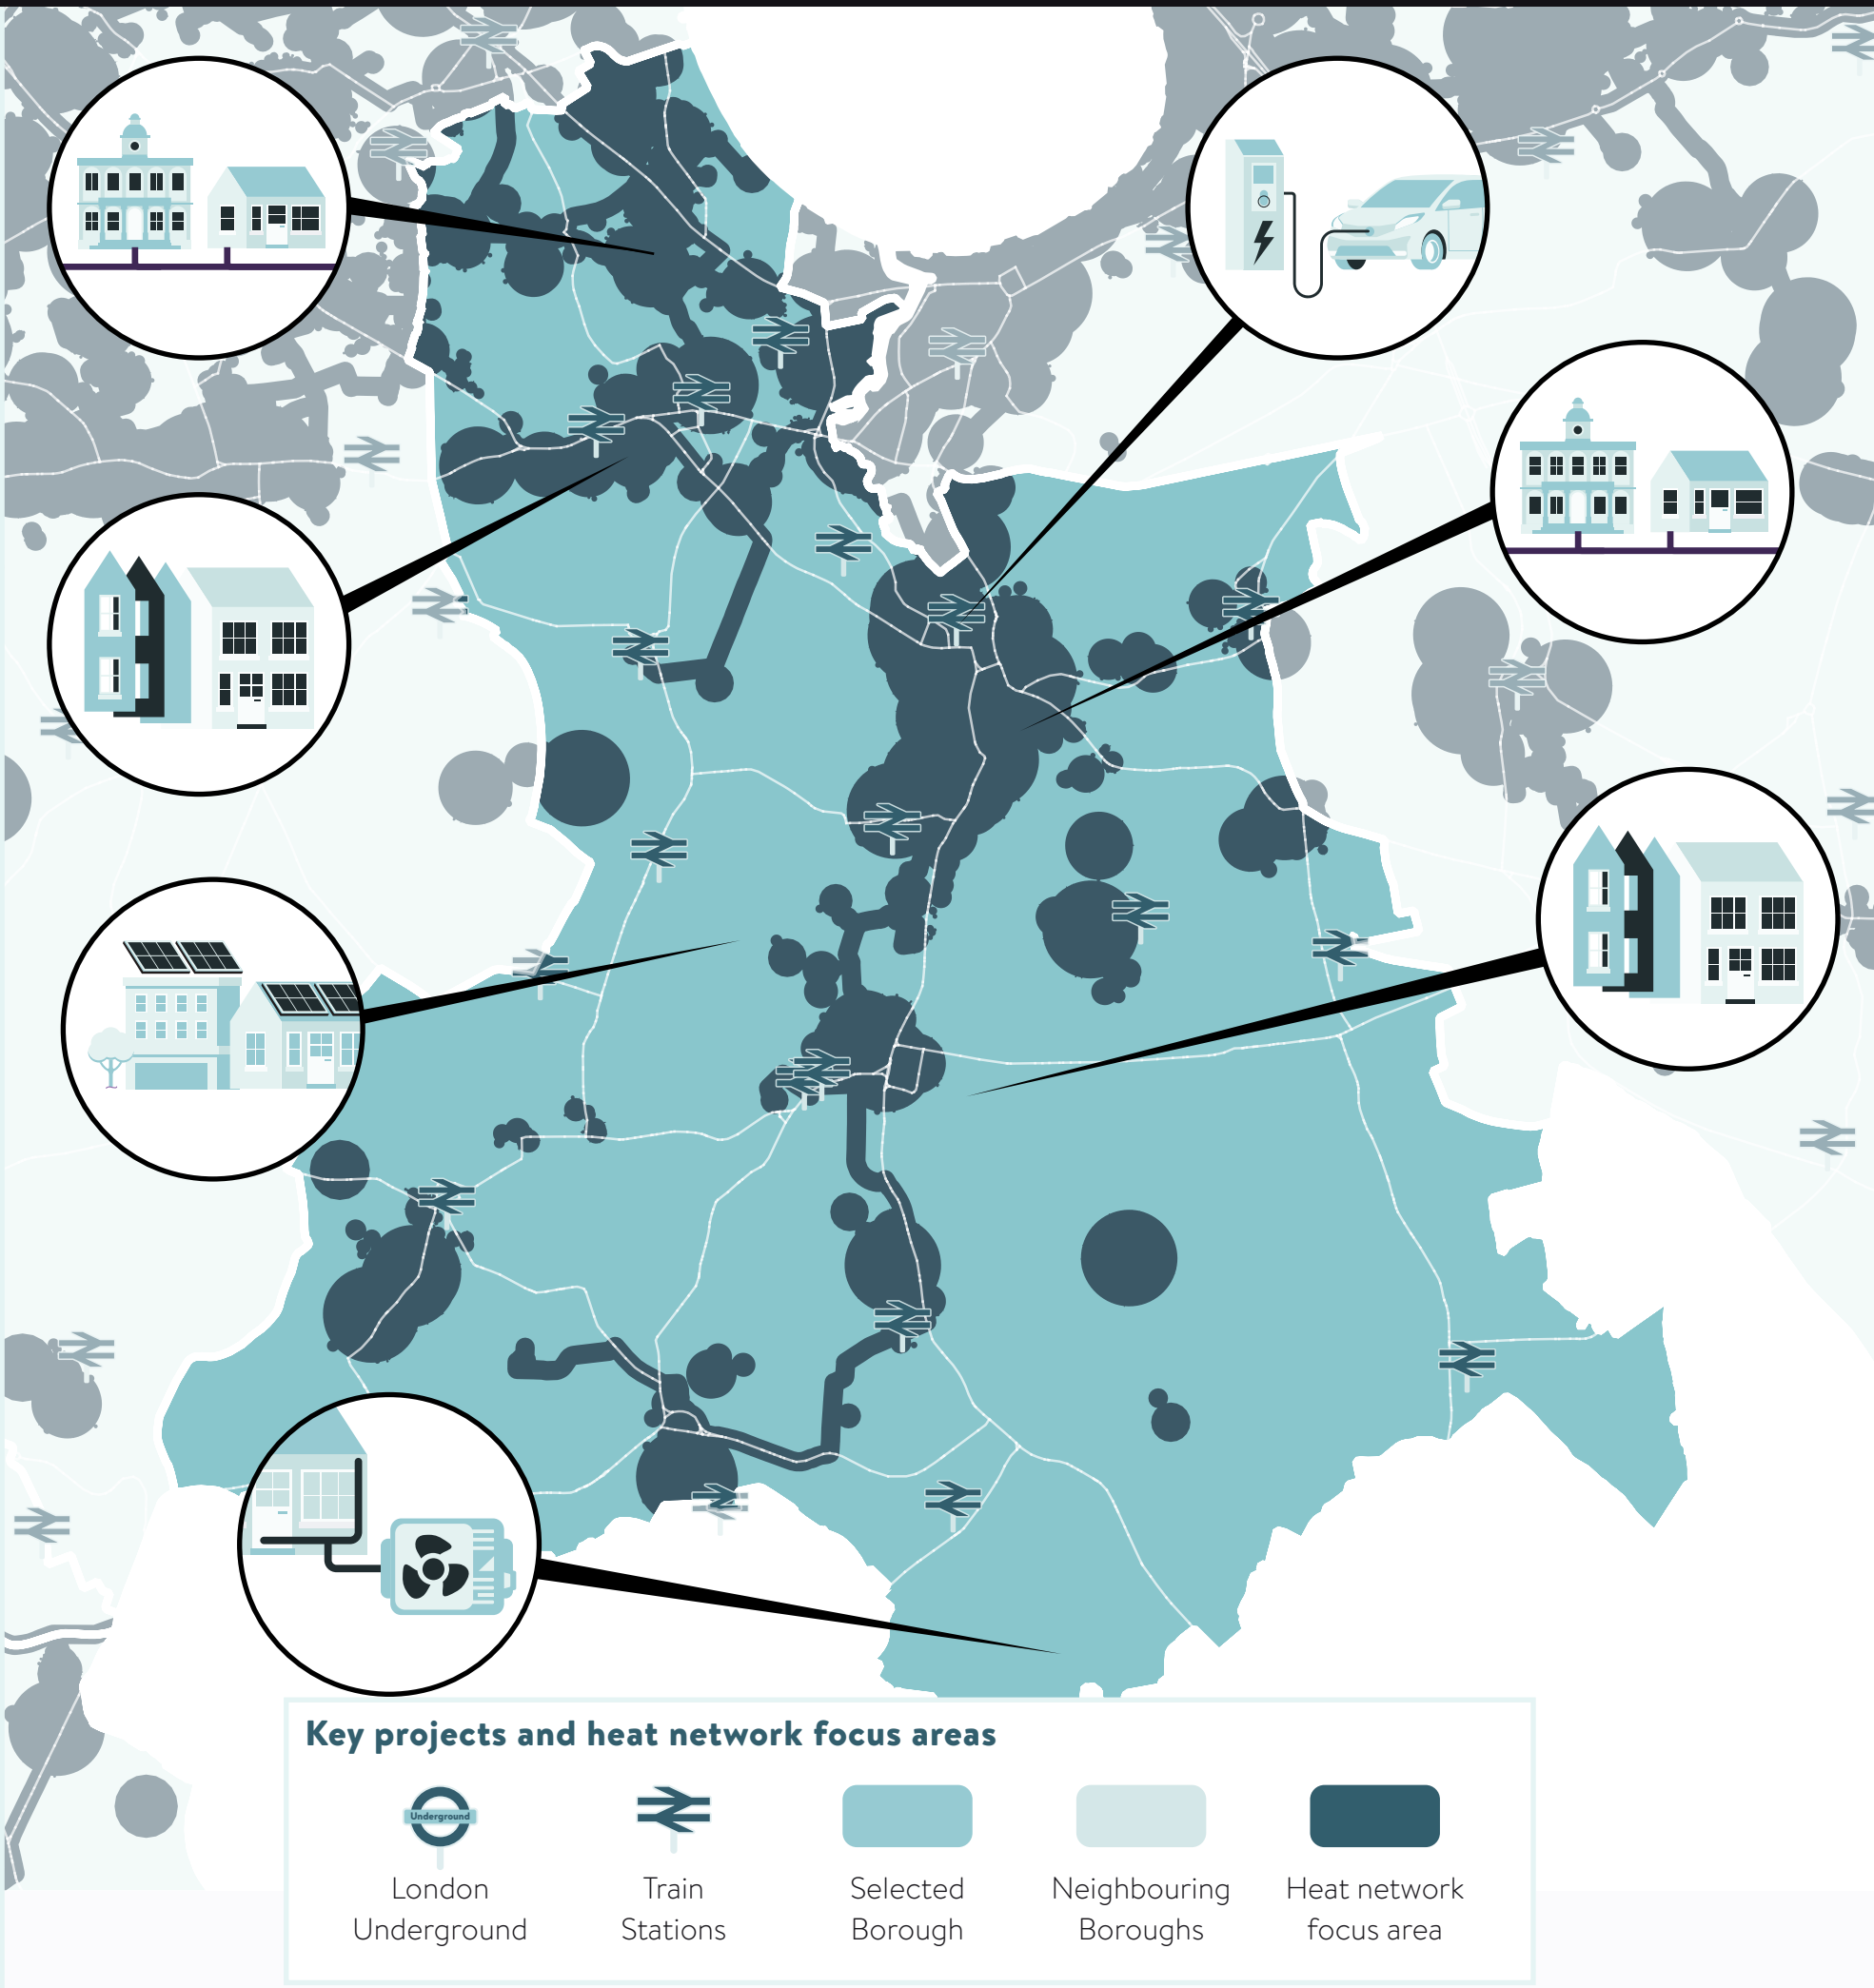 Key projects and heat network focus areas
Underground
London
Underground
Train
Stations
Selected
Borough
Neighbouring
Boroughs
Heat network
focus area